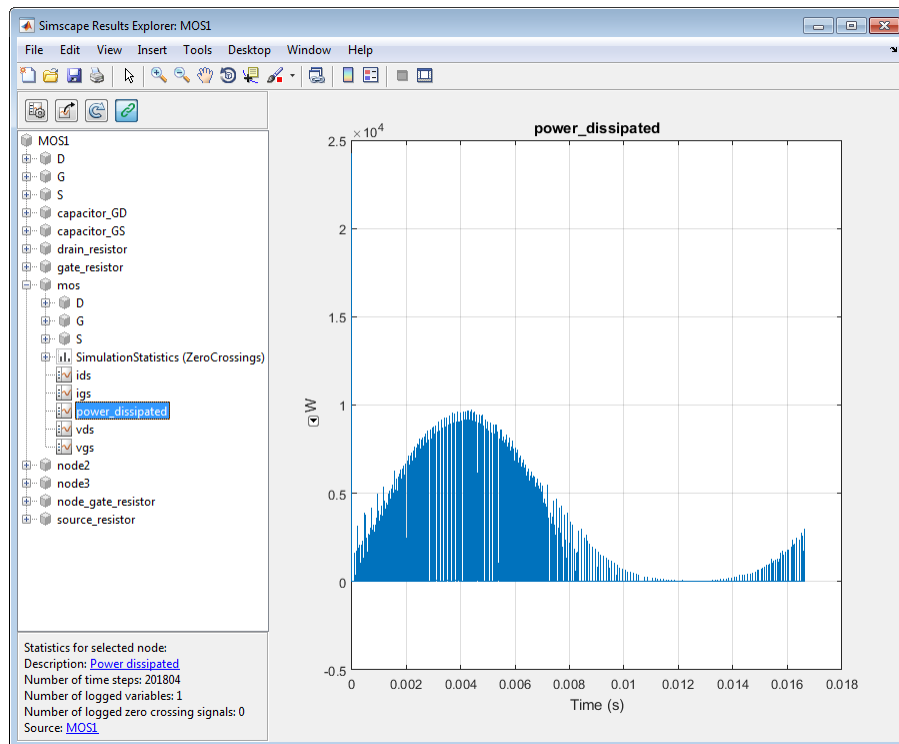 Simscape Results Explorer: MOS1
File Edit View Insert Tools Desktop Window Help
MOS1
D
G
S
capacitor_GD
capacitor_GS
drain_resistor
gate_resistor
mos
D
G
S
SimulationStatistics (ZeroCrossings)
ids
igs
power_dissipated
vds
vgs
node2
node3
node_gate_resistor
source_resistor
Statistics for selected node:
Description: Power dissipated
Number of time steps: 201804
Number of logged variables: 1
Number of logged zero crossing signals: 0
Source: MOS1
power_dissipated
×10⁴
2.5
2
1.5
1
0.5
0
-0.5
W
0 0.002 0.004 0.006 0.008 0.01 0.012 0.014 0.016 0.018
Time (s)